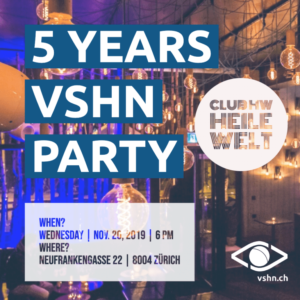 5 YEARS
VSHN
PARTY
CLUB HW
HEILE
WELT
WHEN?
WEDNESDAY | NOV. 20, 2019 | 6 PM
WHERE?
NEUFRANKENGASSE 22 | 8004 ZÜRICH
vshn.ch